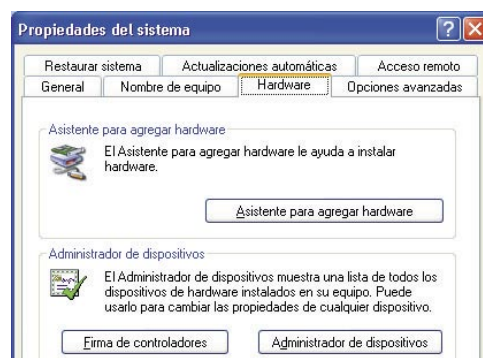 Propiedades del sistema
Restaurar sistema Actualizaciones automáticas Acceso remoto
General Nombre de equipo Hardware Opciones avanzadas
Asistente para agregar hardware
El Asistente para agregar hardware le ayuda a instalar
hardware.
Asistente para agregar hardware
Administrador de dispositivos
El Administrador de dispositivos muestra una lista de todos los
dispositivos de hardware instalados en su equipo. Puede
usarlo para cambiar las propiedades de cualquier dispositivo.
Firma de controladores Administrador de dispositivos